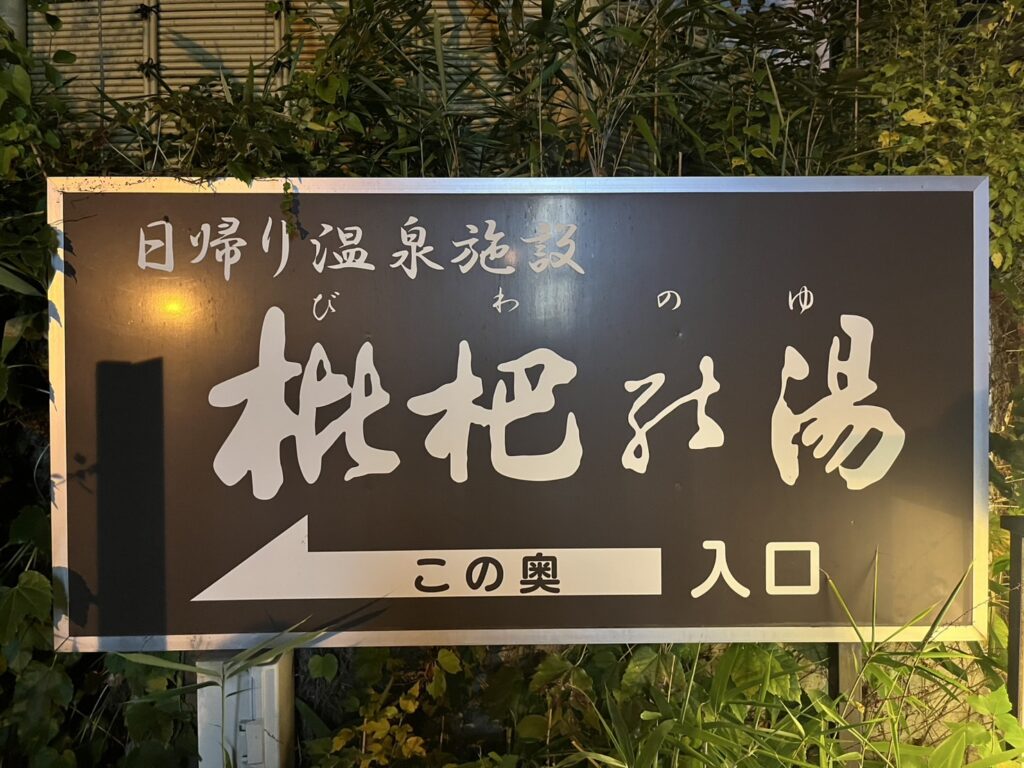 日帰り温泉施設
びわのゆ
枇杷能湯
この奥 入口